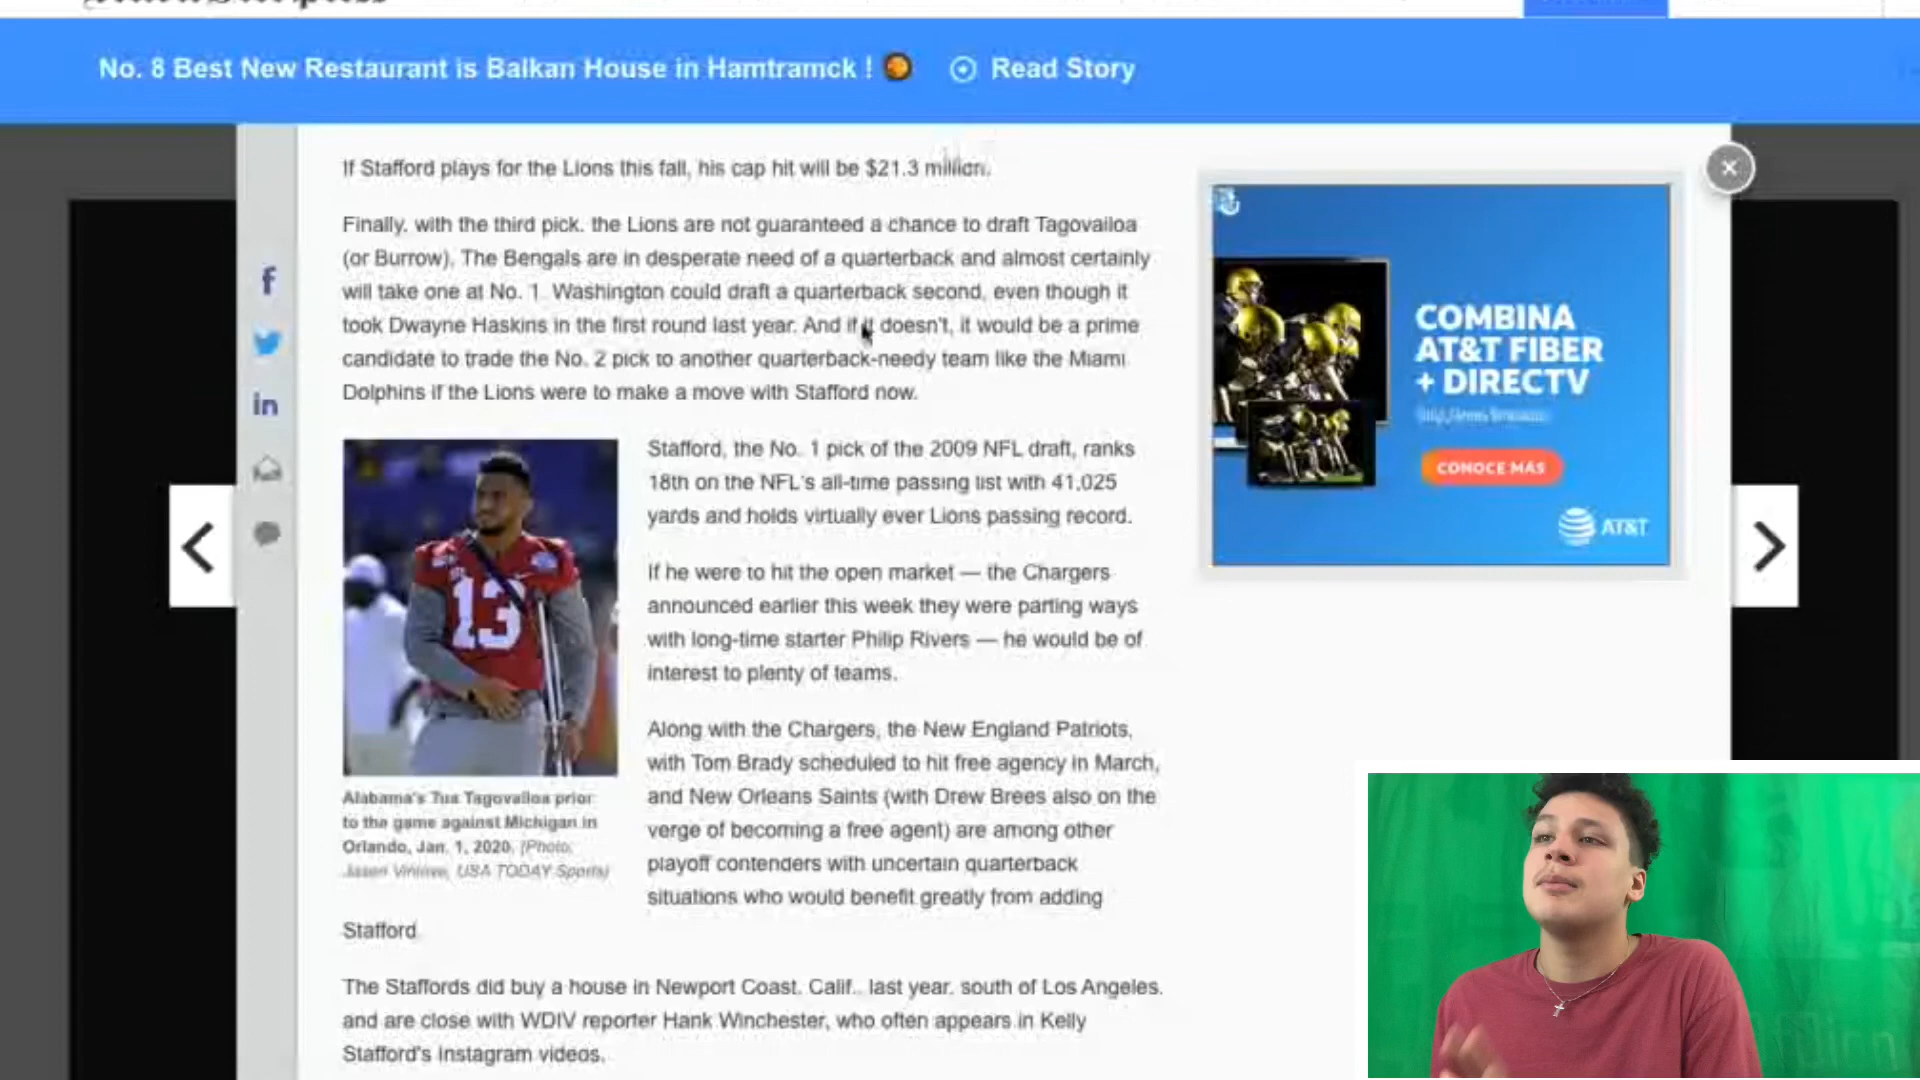 No. 8 Best New Restaurant is Balkan House in Hamtramck ! Read Story
If Stafford plays for the Lions this fall, his cap hit will be $21.3 million.
Finally, with the third pick, the Lions are not guaranteed a chance to draft Tagovailoa
(or Burrow). The Bengals are in desperate need of a quarterback and almost certainly
will take one at No. 1. Washington could draft a quarterback second, even though it
took Dwayne Haskins in the first round last year. And if it doesn't, it would be a prime
candidate to trade the No. 2 pick to another quarterback-needy team like the Miami
Dolphins if the Lions were to make a move with Stafford now.
Stafford, the No. 1 pick of the 2009 NFL draft, ranks
18th on the NFL's all-time passing list with 41,025
yards and holds virtually ever Lions passing record.
If he were to hit the open market — the Chargers
announced earlier this week they were parting ways
with long-time starter Philip Rivers — he would be of
interest to plenty of teams.
Along with the Chargers, the New England Patriots,
with Tom Brady scheduled to hit free agency in March,
and New Orleans Saints (with Drew Brees also on the
verge of becoming a free agent) are among other
playoff contenders with uncertain quarterback
situations who would benefit greatly from adding
Stafford.
13
Alabama's Tua Tagovailoa prior
to the game against Michigan in
Orlando, Jan. 1, 2020. (Photo:
USA TODAY Sports)
The Staffords did buy a house in Newport Coast, Calif., last year, south of Los Angeles,
and are close with WDIV reporter Hank Winchester, who often appears in Kelly
Stafford's Instagram videos.
COMBINA
AT&T FIBER
+ DIRECTV
CONOCE MÁS
AT&T